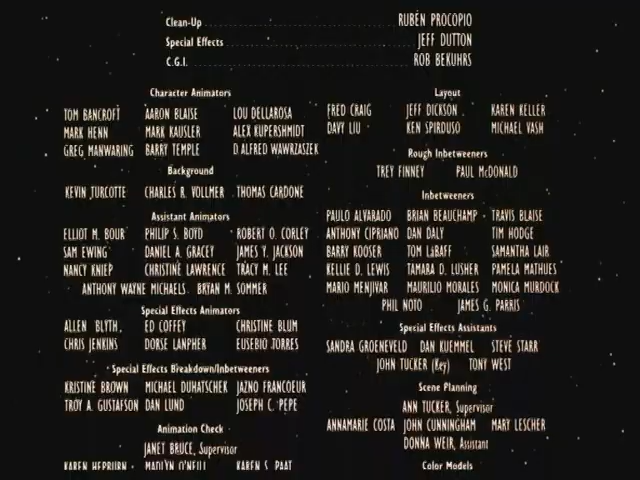 Clean-Up RUBÉN PROCOPIO
Special Effects JEFF DUTTON
C.G.I. ROB BEKUHRS
Character Animators
TOM BANCROFT AARON BLAISE LOU DELLAROSA
MARK HENN MARK KAUSLER ALEX KUPERSHMIDT
GREG MANWARING BARRY TEMPLE D.ALFRED WAWRZASZEK
Background
KEVIN TURCOTTE CHARLES R. VOLLMER THOMAS CARDONE
Assistant Animators
ELLIOT M. BOUR PHILIP S. BOYD ROBERT O. CORLEY
SAM EWING DANIEL A. GRACEY JAMES Y. JACKSON
NANCY KNIEP CHRISTINE LAWRENCE TRACY M. LEE
ANTHONY WAYNE MICHAELS BRYAN M. SOMMER
Special Effects Animators
ALLEN BLYTH ED COFFEY CHRISTINE BLUM
CHRIS JENKINS DORSE LANPHER EUSEBIO TORRES
Special Effects Breakdown/Inbetweeners
KRISTINE BROWN MICHAEL DUHATSCHEK JAZNO FRANCOEUR
TROY A. GUSTAFSON DAN LUND JOSEPH C. PEPE
Animation Check
JANET BRUCE, Supervisor
KAREN HEPBURN MADLYN O'NEILL KAREN S. PAAT
Layout
FRED CRAIG JEFF DICKSON KAREN KELLER
DAVY LIU KEN SPIRDUSO MICHAEL VASH
Rough Inbetweeners
TREY FINNEY PAUL McDONALD
Inbetweeners
PAULO ALVARADO BRIAN BEAUCHAMP TRAVIS BLAISE
ANTHONY CIPRIANO DAN DALY TIM HODGE
BARRY KOOSER TOM LaBAFF SAMANTHA LAIR
KELLIE D. LEWIS TAMARA D. LUSHER PAMELA MATHUES
MARIO MENJIVAR MAURILIO MORALES MONICA MURDOCK
PHIL NOTO JAMES G. PARRIS
Special Effects Assistants
SANDRA GROENEVELD DAN KUEMMEL STEVE STARR
JOHN TUCKER (Key) TONY WEST
Scene Planning
ANN TUCKER, Supervisor
ANNAMARIE COSTA JOHN CUNNINGHAM MARY LESCHER
DONNA WEIR, Assistant
Color Models